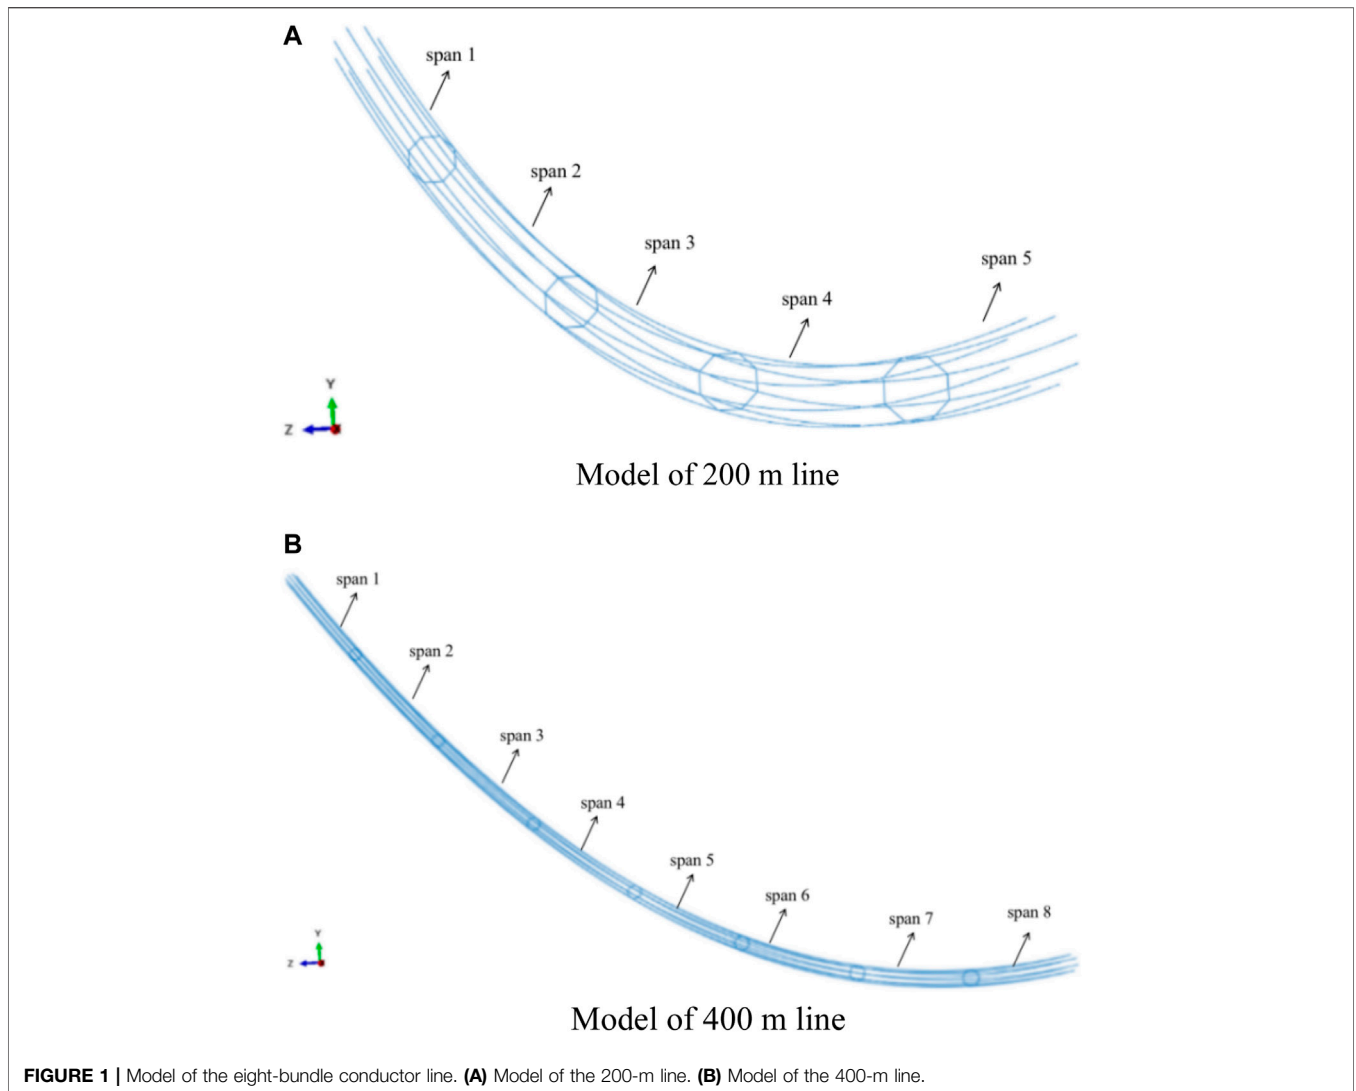 A
span 1
span 2
span 3
span 4
span 5
Y
Z
Model of 200 m line
B
span 1
span 2
span 3
span 4
span 5
span 6
span 7
span 8
Y
Z
Model of 400 m line
FIGURE 1 | Model of the eight-bundle conductor line. (A) Model of the 200-m line. (B) Model of the 400-m line.